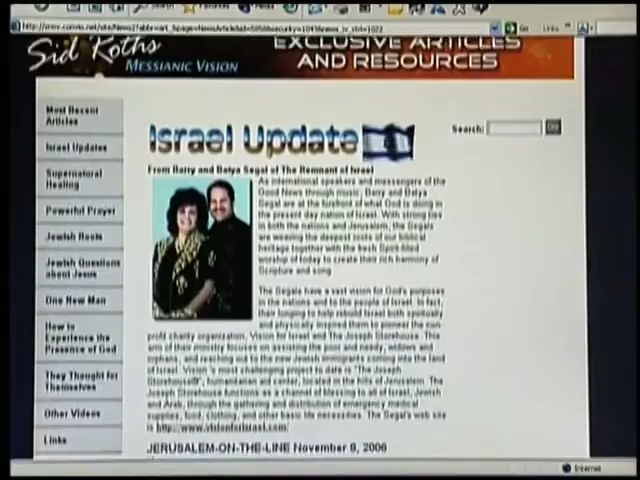 Sid Roth's
MESSIANIC VISION
EXCLUSIVE ARTICLES
AND RESOURCES
Most Recent
Articles
Israel Updates
Supernatural
Healing
Powerful Prayer
Jewish Roots
Jewish Questions
about Jesus
One New Man
How to
Experience the
Presence of God
They Thought for
Themselves
Other Videos
Links
Israel Update
Search:
From Barry and Batya Segal of The Remnant of Israel
As international speakers and messengers of the
Good News through music, Barry and Batya
Segal are at the forefront of what God is doing in
the present day nation of Israel. With strong ties
in both the nations and Jerusalem, the Segals
are weaving the deepest roots of our biblical
heritage together with the fresh Spirit-filled
worship of today to create their rich harmony of
Scripture and song.
The Segals have a vast vision for God's purposes
in the nations and to the people of Israel. In fact,
their longing to help rebuild Israel both spiritually
and physically inspired them to pioneer the non-
profit charity organization, Vision for Israel and The Joseph Storehouse. This
arm of their ministry focuses on assisting the poor and needy, widows and
orphans, and reaching out to the new Jewish immigrants coming into the land
of Israel. Vision's most challenging project to date is "The Joseph
Storehouse®", humanitarian aid center, located in the hills of Jerusalem. The
Joseph Storehouse functions as a channel of blessing to all of Israel, Jewish
and Arab, through the gathering and distribution of emergency medical
supplies, food, clothing, and other basic life necessities. The Segal's web site
is http://www.visionforisrael.com
JERUSALEM-ON-THE-LINE November 9, 2006
Internet